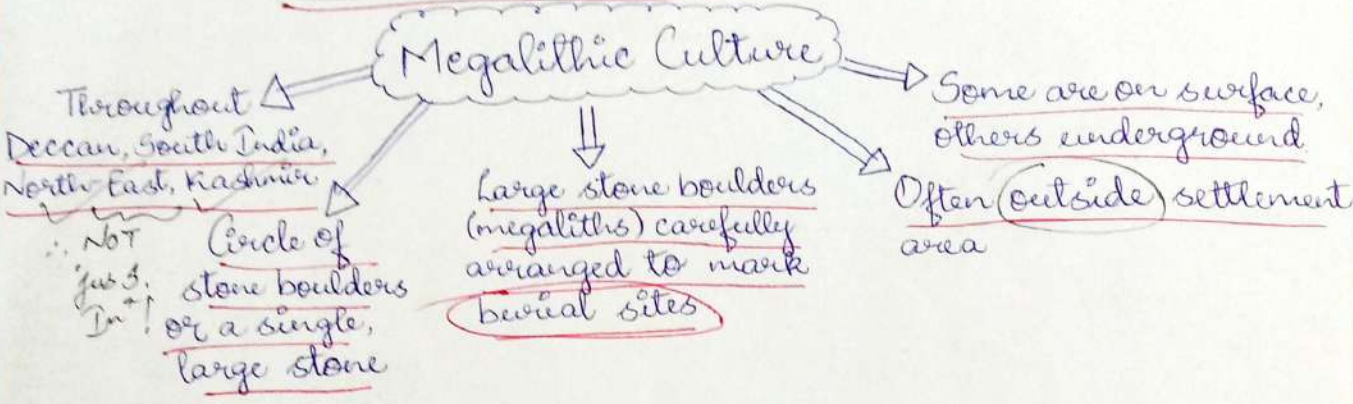 Megalithic Culture
Throughout
Deccan, South India,
North East, Kashmir
∴ NOT
just S.
Inᵈ!
Circle of
stone boulders
or a single,
large stone
Large stone boulders
(megaliths) carefully
arranged to mark
burial sites
Some are on surface,
others underground
Often outside settlement
area